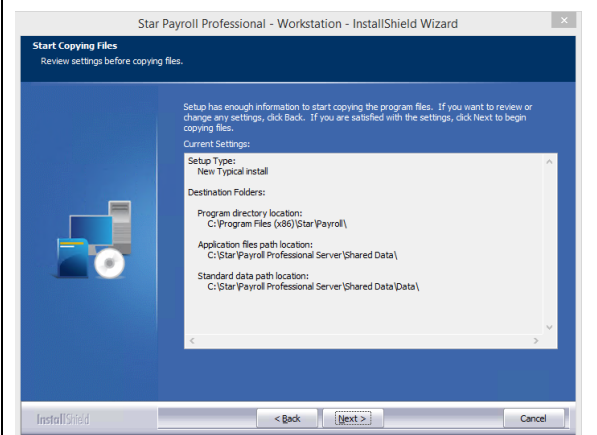 Star Payroll Professional - Workstation - InstallShield Wizard
Start Copying Files
Review settings before copying files.
Setup has enough information to start copying the program files. If you want to review or
change any settings, click Back. If you are satisfied with the settings, click Next to begin
copying files.
Current Settings:
Setup Type:
New Typical install
Destination Folders:
Program directory location:
C:\Program Files (x86)\Star\Payroll\
Application files path location:
C:\Star\Payroll Professional Server\Shared Data\
Standard data path location:
C:\Star\Payroll Professional Server\Shared Data\Data\
InstallShield
< Back
Next >
Cancel